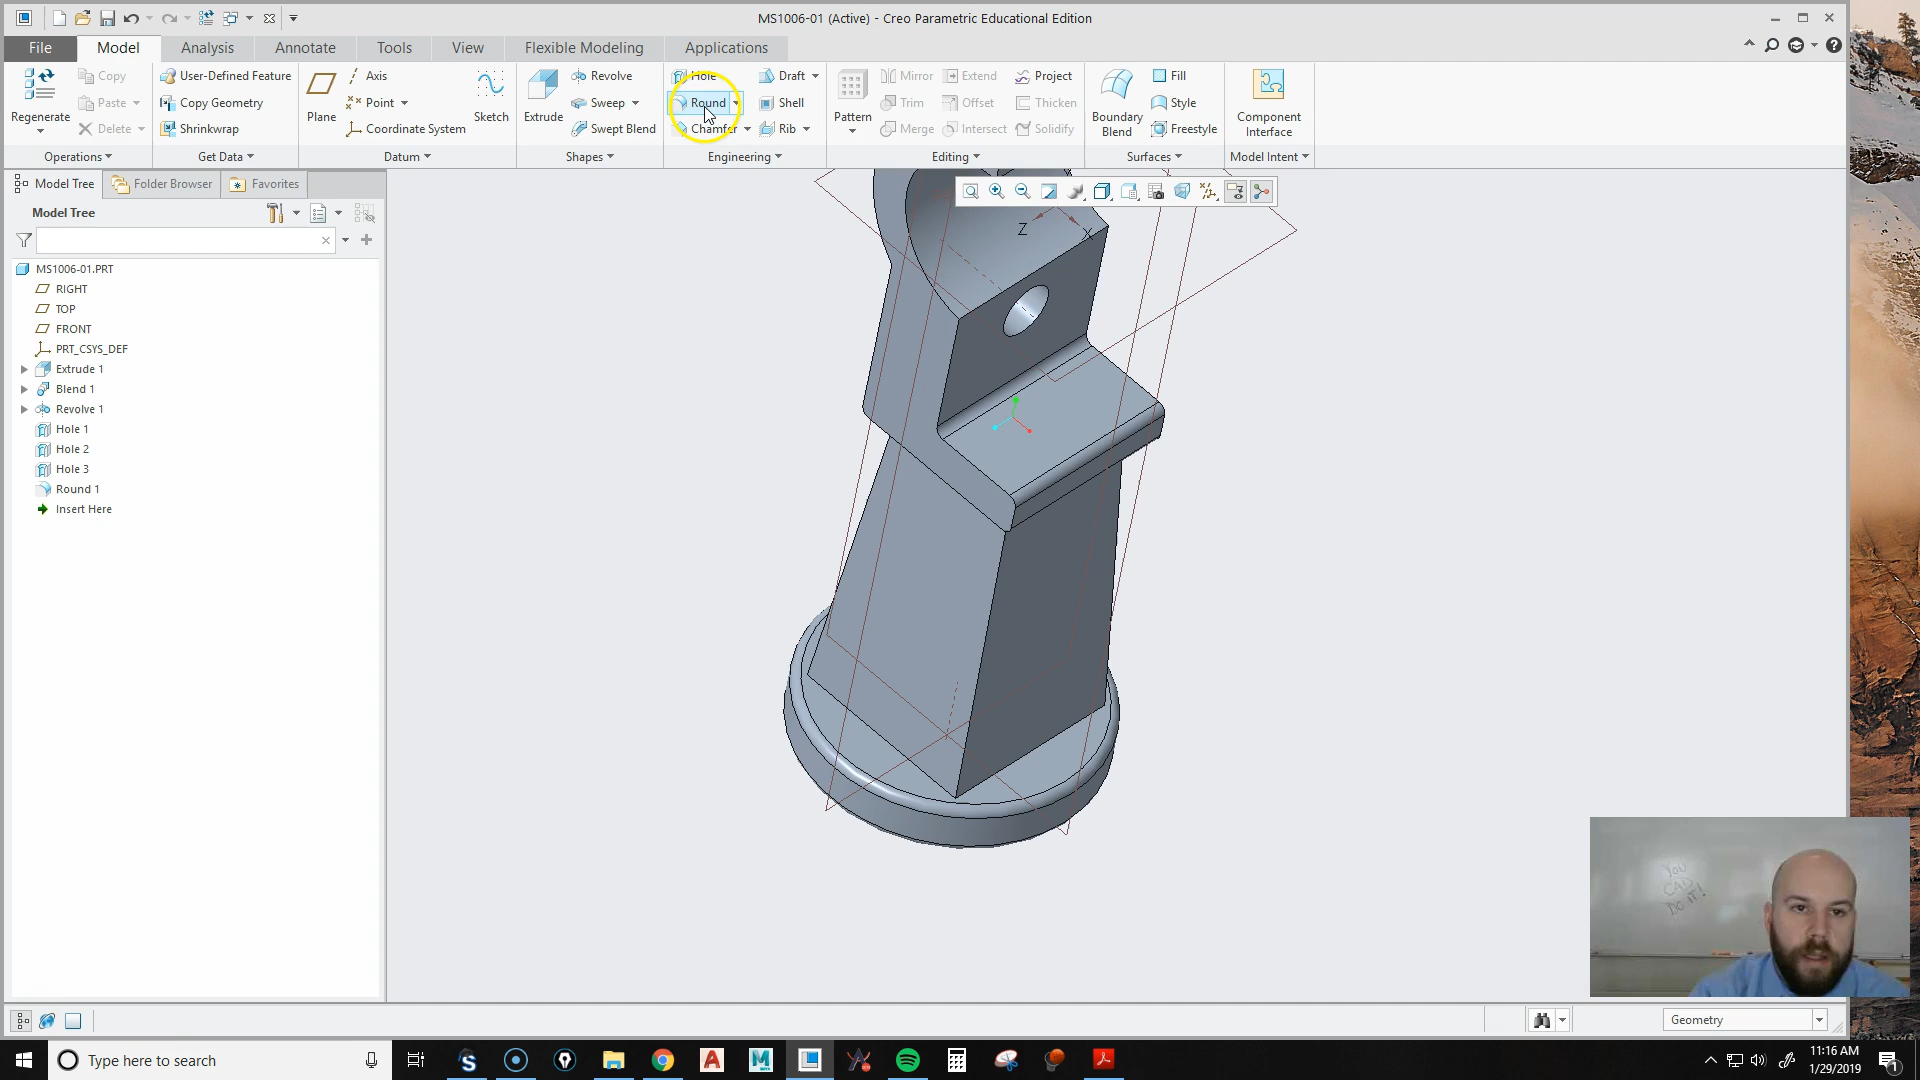 MS1006-01 (Active) - Creo Parametric Educational Edition
File Model Analysis Annotate Tools View Flexible Modeling Applications
Regenerate
Copy
Paste
Delete
Operations
User-Defined Feature
Copy Geometry
Shrinkwrap
Get Data
Plane
Axis
Point
Coordinate System
Sketch
Datum
Extrude
Revolve
Sweep
Swept Blend
Shapes
Hole
Round
Chamfer
Draft
Shell
Rib
Engineering
Pattern
Mirror
Trim
Merge
Extend
Offset
Intersect
Project
Thicken
Solidify
Editing
Boundary
Blend
Fill
Style
Freestyle
Surfaces
Component
Interface
Model Intent
Model Tree Folder Browser Favorites
Model Tree
MS1006-01.PRT
RIGHT
TOP
FRONT
PRT_CSYS_DEF
Extrude 1
Blend 1
Revolve 1
Hole 1
Hole 2
Hole 3
Round 1
Insert Here
Z
X
YOU
CAD
DO IT!
Geometry
Type here to search
11:16 AM
1/29/2019
1